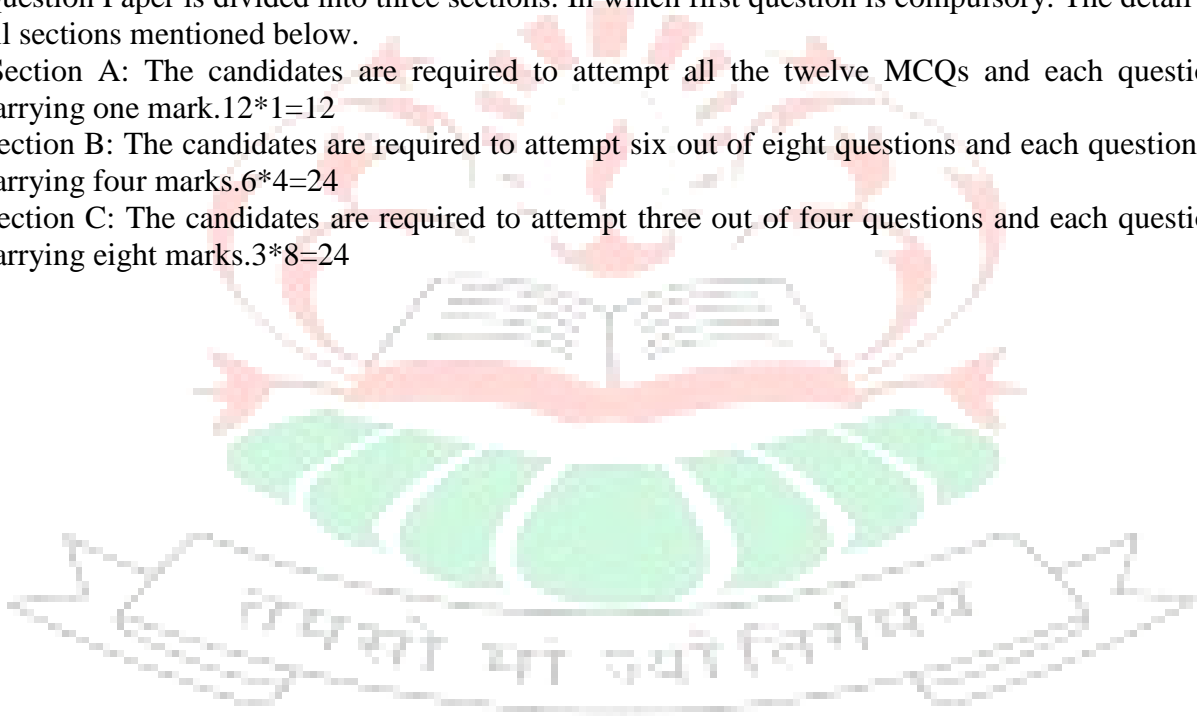 Question Paper is divided into three sections. In which first question is compulsory. The detail
ll sections mentioned below.
Section A: The candidates are required to attempt all the twelve MCQs and each questi
arrying one mark.12*1=12
ection B: The candidates are required to attempt six out of eight questions and each question
arrying four marks.6*4=24
ection C: The candidates are required to attempt three out of four questions and each questi
arrying eight marks.3*8=24